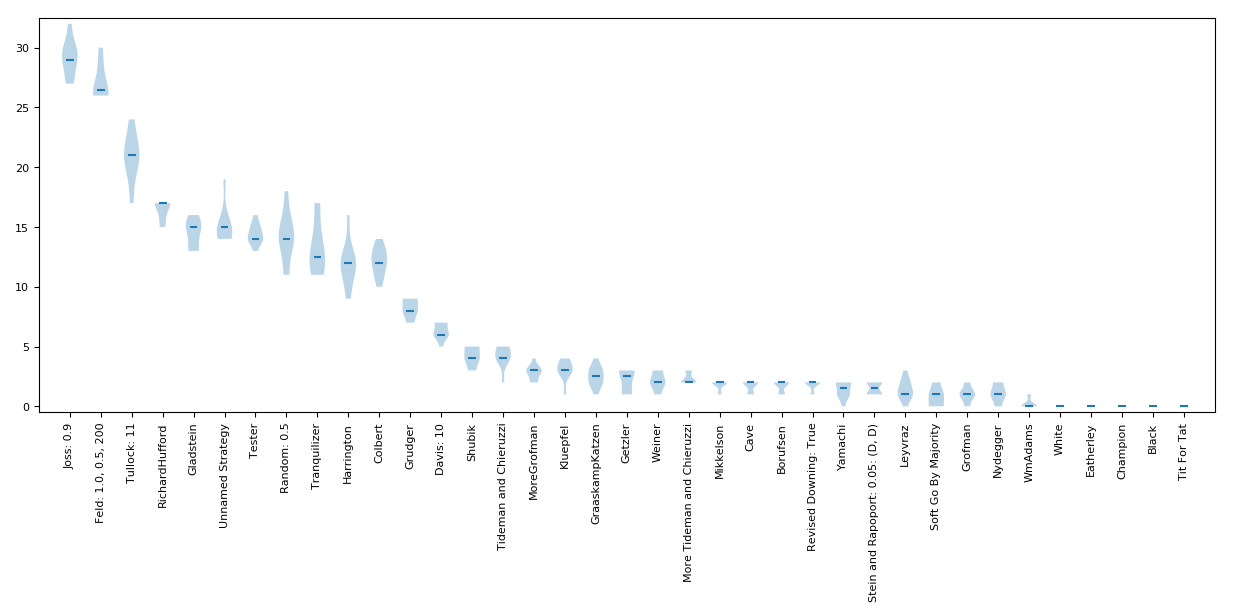 30
25
20
15
10
5
0
Joss: 0.9
Feld: 1.0, 0.5, 200
Tullock: 11
RichardHufford
Gladstein
Unnamed Strategy
Tester
Random: 0.5
Tranquilizer
Harrington
Colbert
Grudger
Davis: 10
Shubik
Tideman and Chieruzzi
MoreGrofman
Kluepfel
GraaskampKatzen
Getzler
Weiner
More Tideman and Chieruzzi
Mikkelson
Cave
Borufsen
Revised Downing: True
Yamachi
Stein and Rapoport: 0.05: (D, D)
Leyvraz
Soft Go By Majority
Grofman
Nydegger
WmAdams
White
Eatherley
Champion
Black
Tit For Tat